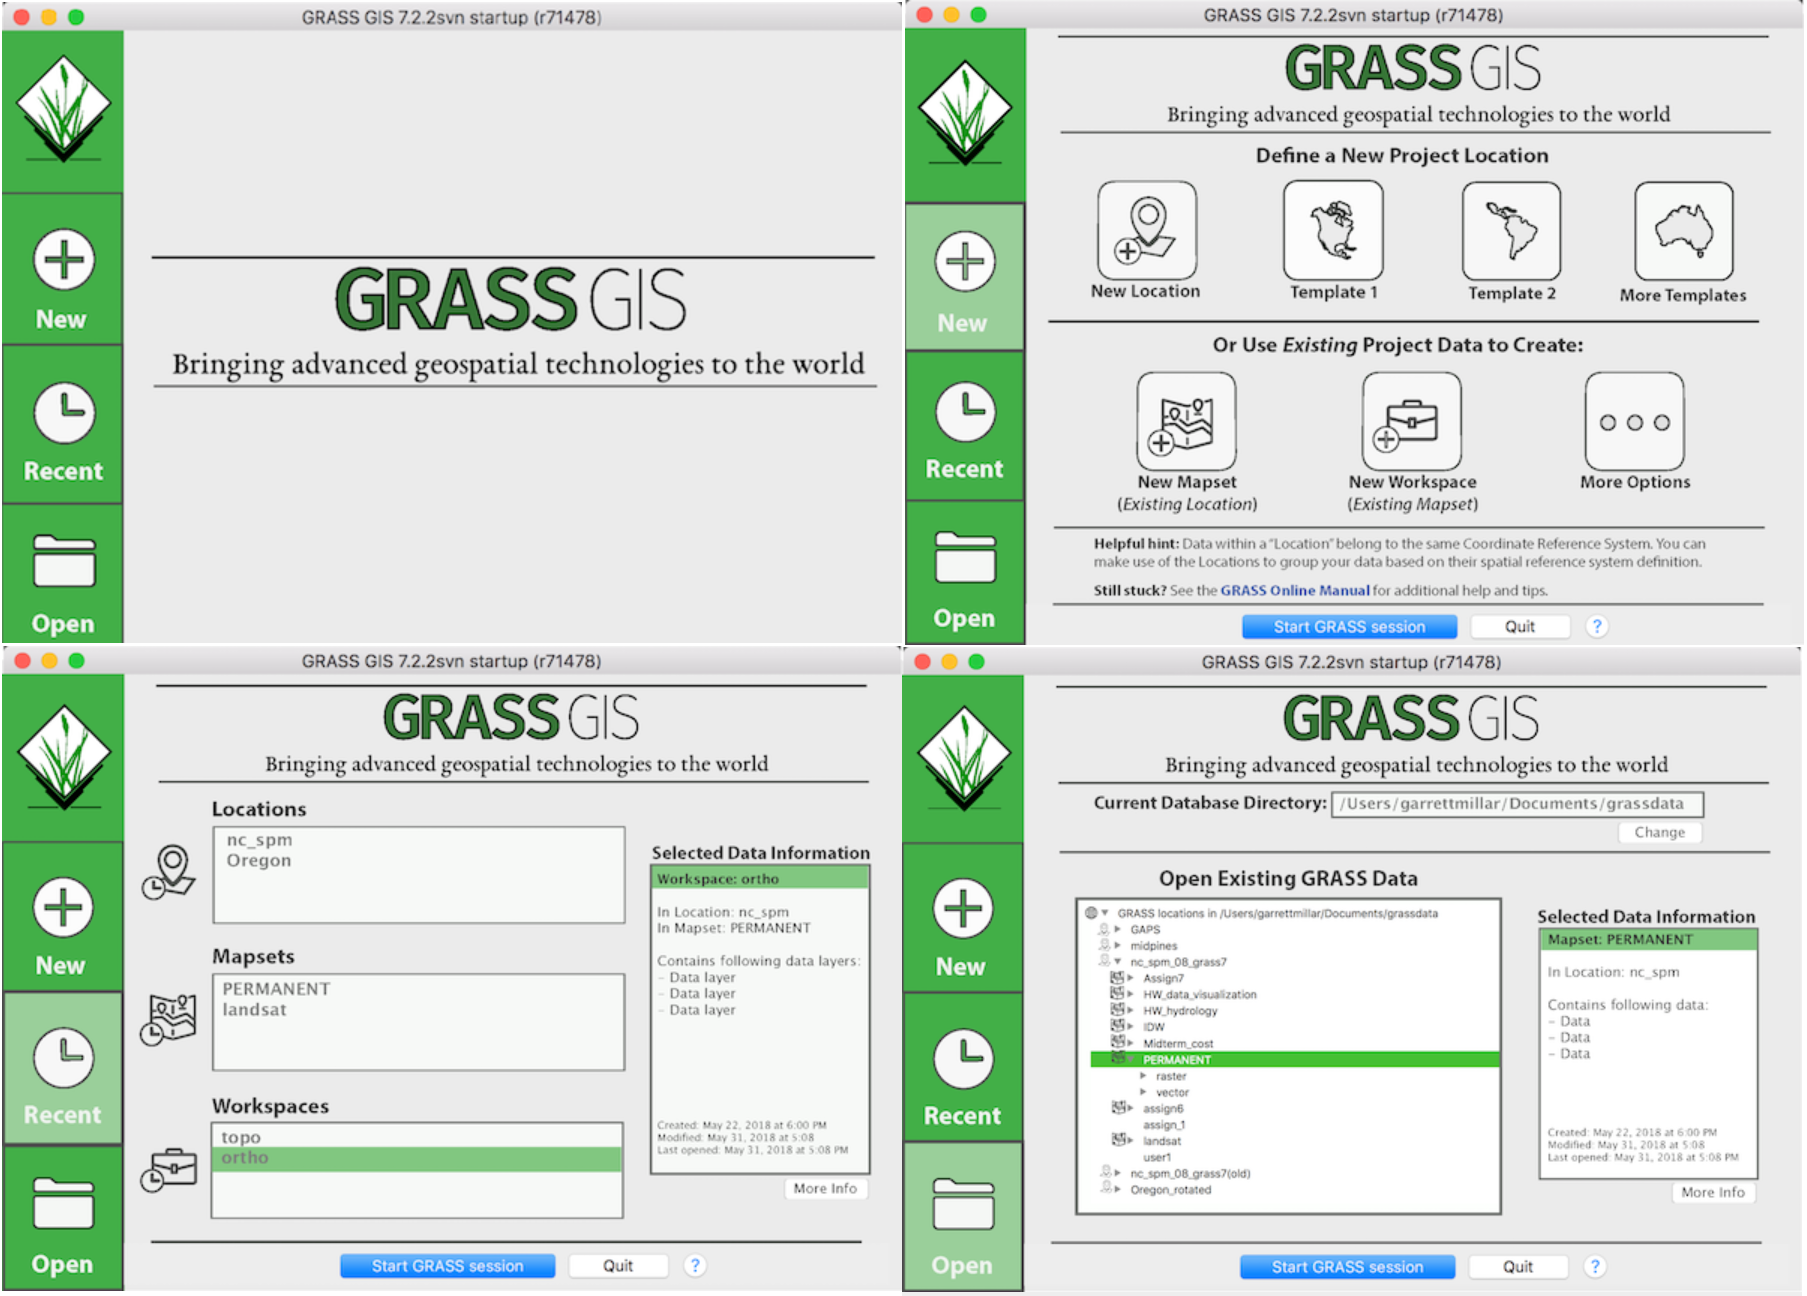 GRASS GIS 7.2.2svn startup (r71478)
New
Recent
Open
GRASS GIS
Bringing advanced geospatial technologies to the world
GRASS GIS 7.2.2svn startup (r71478)
New
Recent
Open
GRASS GIS
Bringing advanced geospatial technologies to the world
Define a New Project Location
New Location Template 1 Template 2 More Templates
Or Use Existing Project Data to Create:
New Mapset New Workspace More Options
(Existing Location) (Existing Mapset)
Helpful hint: Data within a "Location" belong to the same Coordinate Reference System. You can
make use of the Locations to group your data based on their spatial reference system definition.
Still stuck? See the GRASS Online Manual for additional help and tips.
Start GRASS session Quit ?
GRASS GIS 7.2.2svn startup (r71478)
New
Recent
Open
GRASS GIS
Bringing advanced geospatial technologies to the world
Locations
nc_spm
Oregon
Mapsets
PERMANENT
landsat
Workspaces
topo
ortho
Selected Data Information
Workspace: ortho
In Location: nc_spm
In Mapset: PERMANENT
Contains following data layers:
- Data layer
- Data layer
- Data layer
Created: May 22, 2018 at 6:00 PM
Modified: May 31, 2018 at 5:08
Last opened: May 31, 2018 at 5:08 PM
More Info
Start GRASS session Quit ?
GRASS GIS 7.2.2svn startup (r71478)
New
Recent
Open
GRASS GIS
Bringing advanced geospatial technologies to the world
Current Database Directory: /Users/garrettmillar/Documents/grassdata
Change
Open Existing GRASS Data
GRASS locations in /Users/garrettmillar/Documents/grassdata
GAPS
midpines
nc_spm_08_grass7
Assign7
HW_data_visualization
HW_hydrology
IDW
Midterm_cost
PERMANENT
raster
vector
assign6
assign_1
landsat
user1
nc_spm_08_grass7(old)
Oregon_rotated
Selected Data Information
Mapset: PERMANENT
In Location: nc_spm
Contains following data:
- Data
- Data
- Data
Created: May 22, 2018 at 6:00 PM
Modified: May 31, 2018 at 5:08
Last opened: May 31, 2018 at 5:08 PM
More Info
Start GRASS session Quit ?